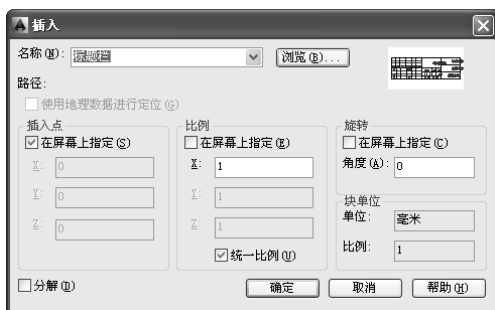 插入
名称(N): 标题栏 浏览(B)...
路径:
使用地理数据进行定位(G)
插入点 比例 旋转
在屏幕上指定(S) 在屏幕上指定(E) 在屏幕上指定(C)
X: 0 X: 1 角度(A): 0
Y: 0 Y: 1 块单位
Z: 0 Z: 1 单位: 毫米
统一比例(U) 比例: 1
分解(D) 确定 取消 帮助(H)